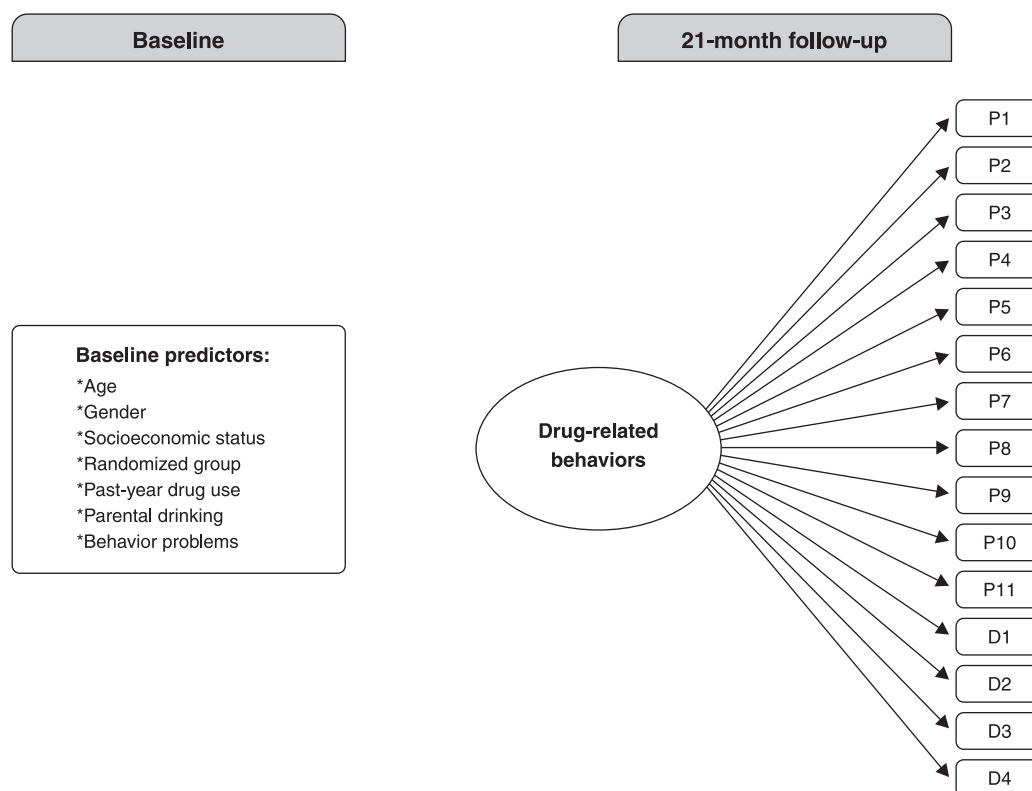 Baseline
21-month follow-up
Baseline predictors:
*Age
*Gender
*Socioeconomic status
*Randomized group
*Past-year drug use
*Parental drinking
*Behavior problems
Drug-related
behaviors
P1
P2
P3
P4
P5
P6
P7
P8
P9
P10
P11
D1
D2
D3
D4